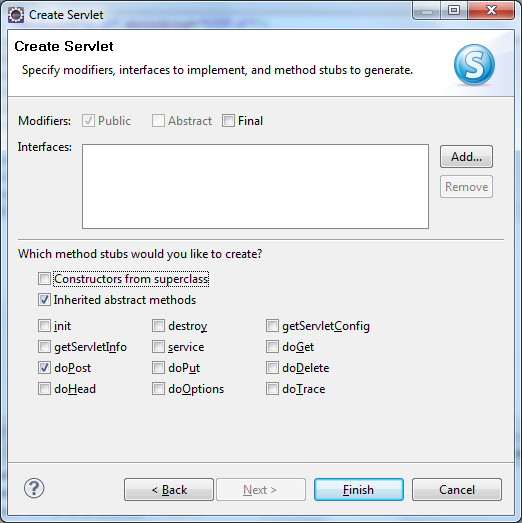 Create Servlet
Create Servlet
Specify modifiers, interfaces to implement, and method stubs to generate.
S
Modifiers: Public Abstract Final
Interfaces:
Add...
Remove
Which method stubs would you like to create?
Constructors from superclass
Inherited abstract methods
init destroy getServletConfig
getServletInfo service doGet
doPost doPut doDelete
doHead doOptions doTrace
? < Back Next > Finish Cancel